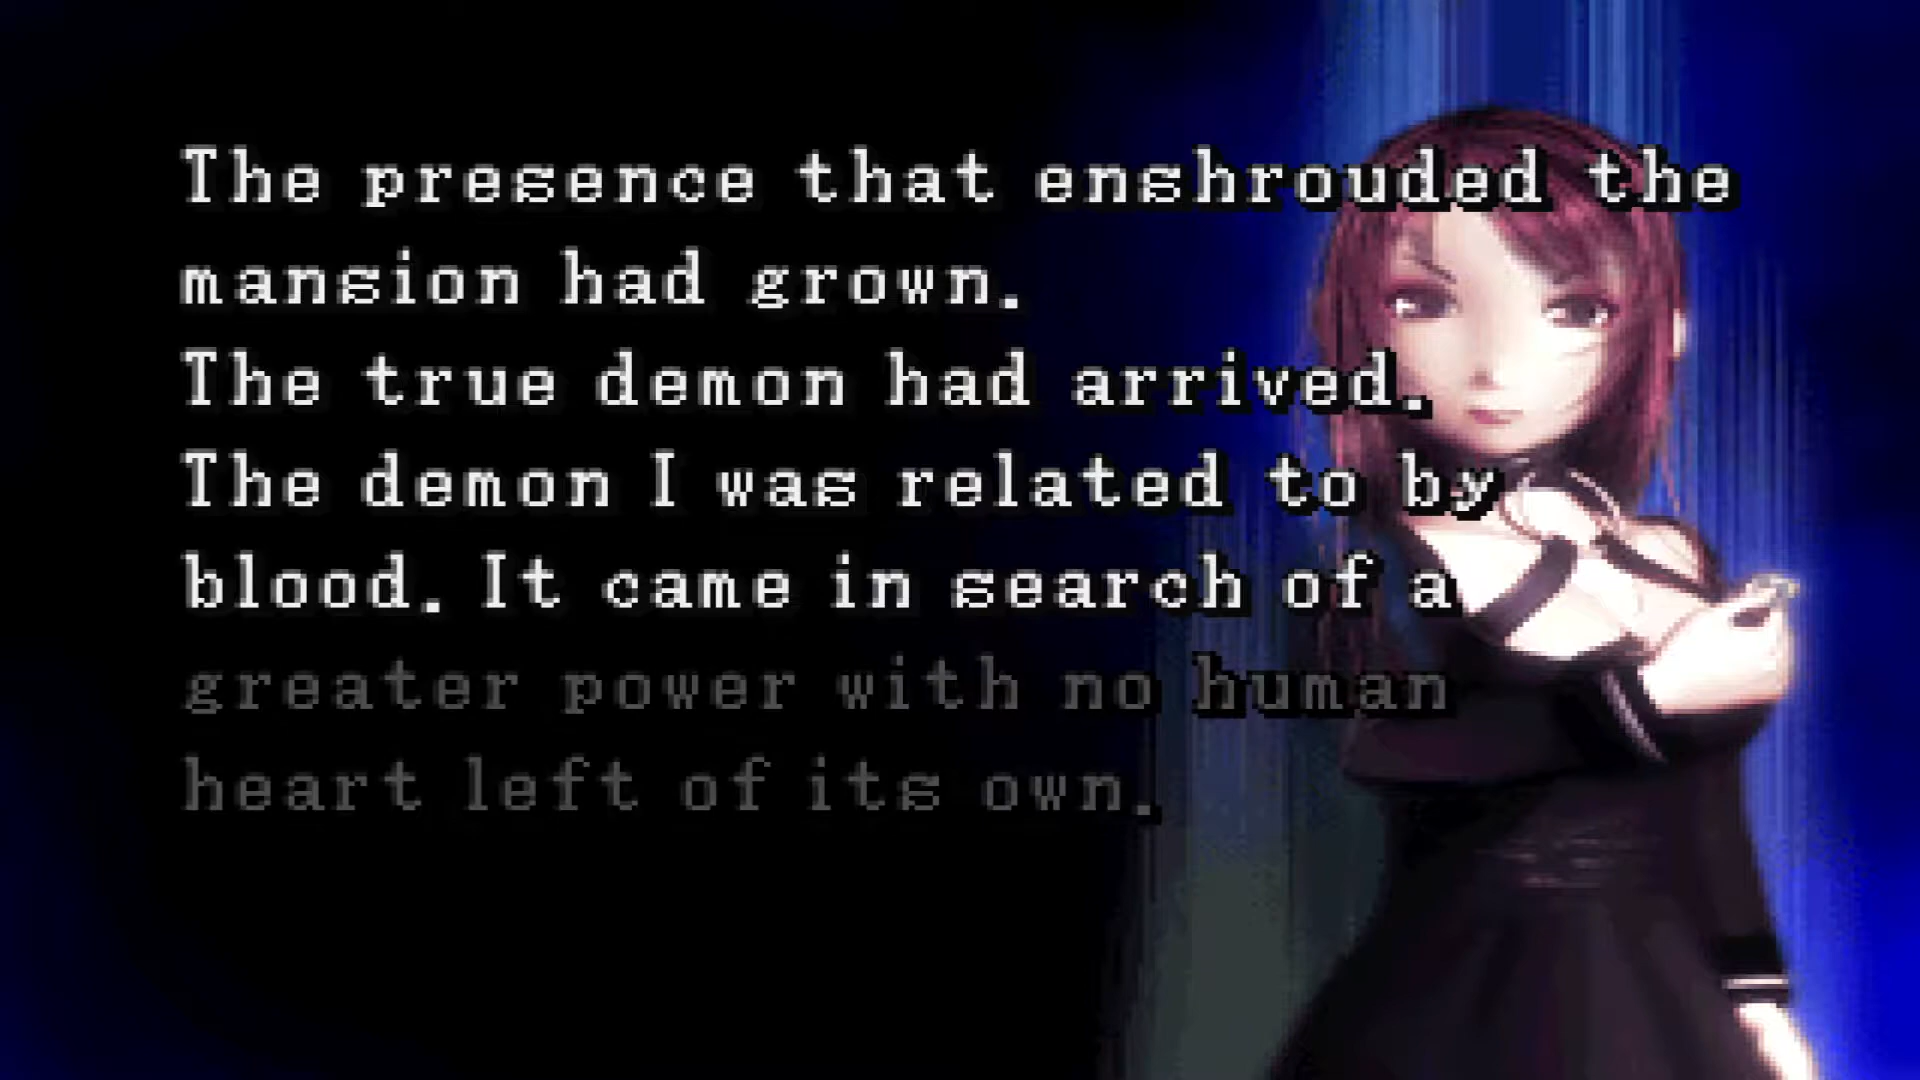 The presence that enshrouded the
mansion had grown.
The true demon had arrived.
The demon I was related to by
blood. It came in search of a
greater power with no human
heart left of its own.